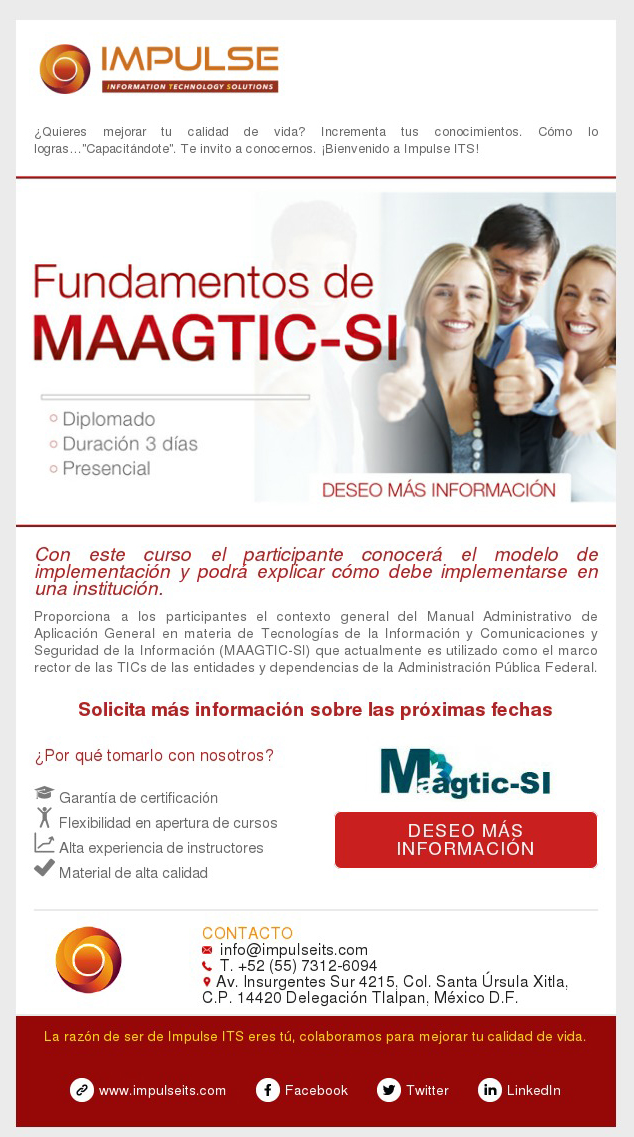 IMPULSE
INFORMATION TECHNOLOGY SOLUTIONS
¿Quieres mejorar tu calidad de vida? Incrementa tus conocimientos. Cómo lo
logras..."Capacitándote". Te invito a conocernos. ¡Bienvenido a Impulse ITS!
Fundamentos de
MAAGTIC-SI
Diplomado
Duración 3 días
Presencial
DESEO MÁS INFORMACIÓN
Con este curso el participante conocerá el modelo de
implementación y podrá explicar cómo debe implementarse en
una institución.
Proporciona a los participantes el contexto general del Manual Administrativo de
Aplicación General en materia de Tecnologías de la Información y Comunicaciones y
Seguridad de la Información (MAAGTIC-SI) que actualmente es utilizado como el marco
rector de las TICs de las entidades y dependencias de la Administración Pública Federal.
Solicita más información sobre las próximas fechas
¿Por qué tomarlo con nosotros?
Garantía de certificación
Flexibilidad en apertura de cursos
Alta experiencia de instructores
Material de alta calidad
Maagtic-SI
DESEO MÁS
INFORMACIÓN
CONTACTO
info@impulseits.com
T. +52 (55) 7312-6094
Av. Insurgentes Sur 4215, Col. Santa Úrsula Xitla,
C.P. 14420 Delegación Tlalpan, México D.F.
La razón de ser de Impulse ITS eres tú, colaboramos para mejorar tu calidad de vida.
www.impulseits.com Facebook Twitter LinkedIn